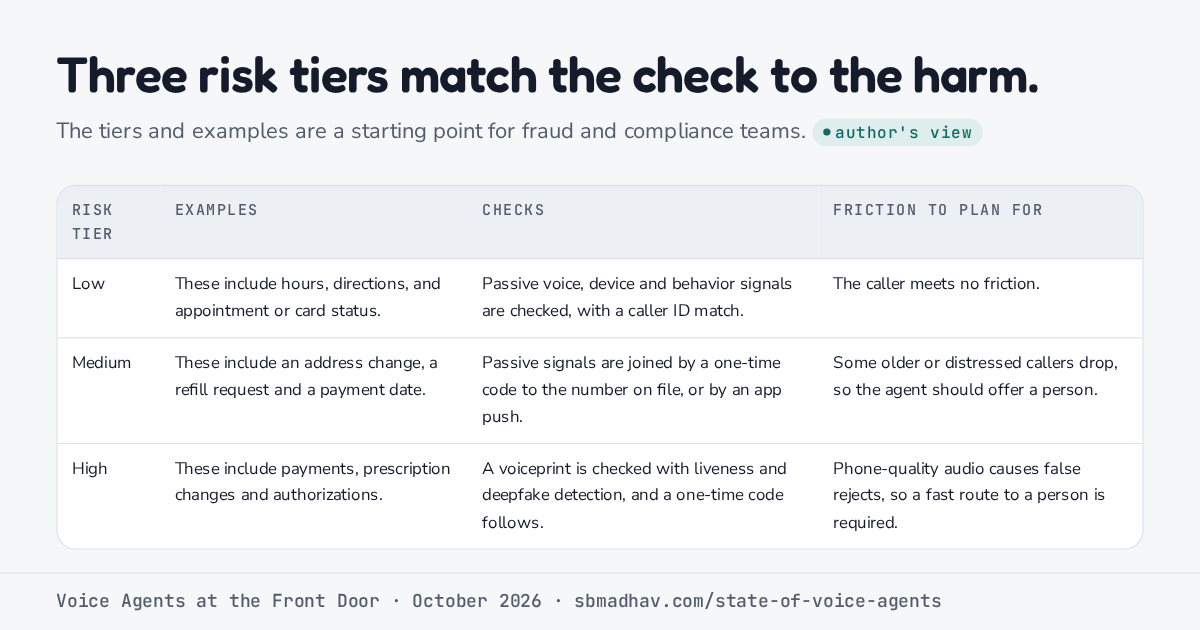 Three risk tiers match the check to the harm.
The tiers and examples are a starting point for fraud and compliance teams. author's view
RISK TIER
EXAMPLES
CHECKS
FRICTION TO PLAN FOR
Low
These include hours, directions, and
appointment or card status.
Passive voice, device and behavior signals
are checked, with a caller ID match.
The caller meets no friction.
Medium
These include an address change, a
refill request and a payment date.
Passive signals are joined by a one-time
code to the number on file, or by an app
push.
Some older or distressed callers drop,
so the agent should offer a person.
High
These include payments, prescription
changes and authorizations.
A voiceprint is checked with liveness and
deepfake detection, and a one-time code
follows.
Phone-quality audio causes false
rejects, so a fast route to a person is
required.
Voice Agents at the Front Door · October 2026 · sbmadhav.com/state-of-voice-agents